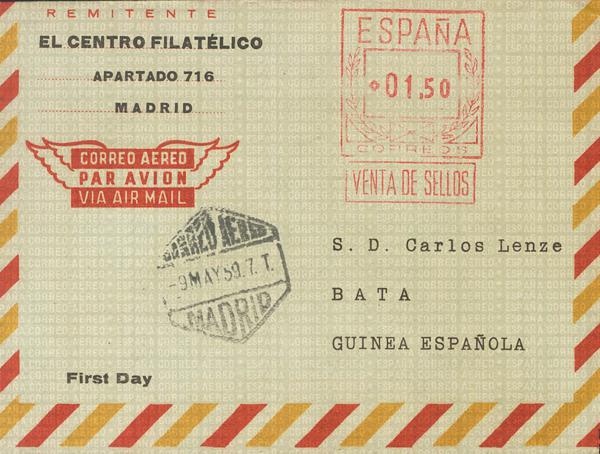 REMITENTE
EL CENTRO FILATÉLICO
APARTADO 716
MADRID
ESPAÑA
01,50
CORREOS
VENTA DE SELLOS
CORREO AEREO
PAR AVION
VIA AIR MAIL
CORREO AEREO
-9 MAY 59. 7. T.
MADRID
S. D. Carlos Lenze
BATA
GUINEA ESPAÑOLA
First Day